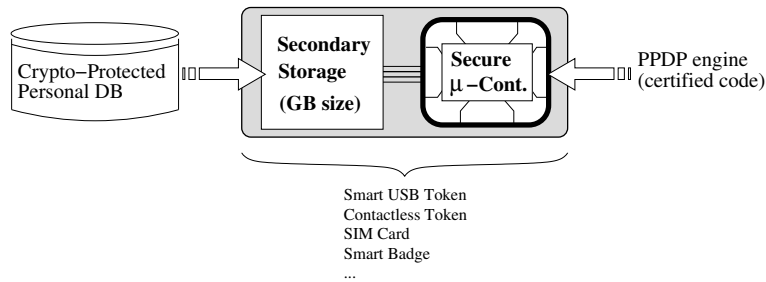 Crypto−Protected
Personal DB
Secondary
Storage
(GB size)
Secure
μ−Cont.
PPDP engine
(certified code)
Smart USB Token
Contactless Token
SIM Card
Smart Badge
...